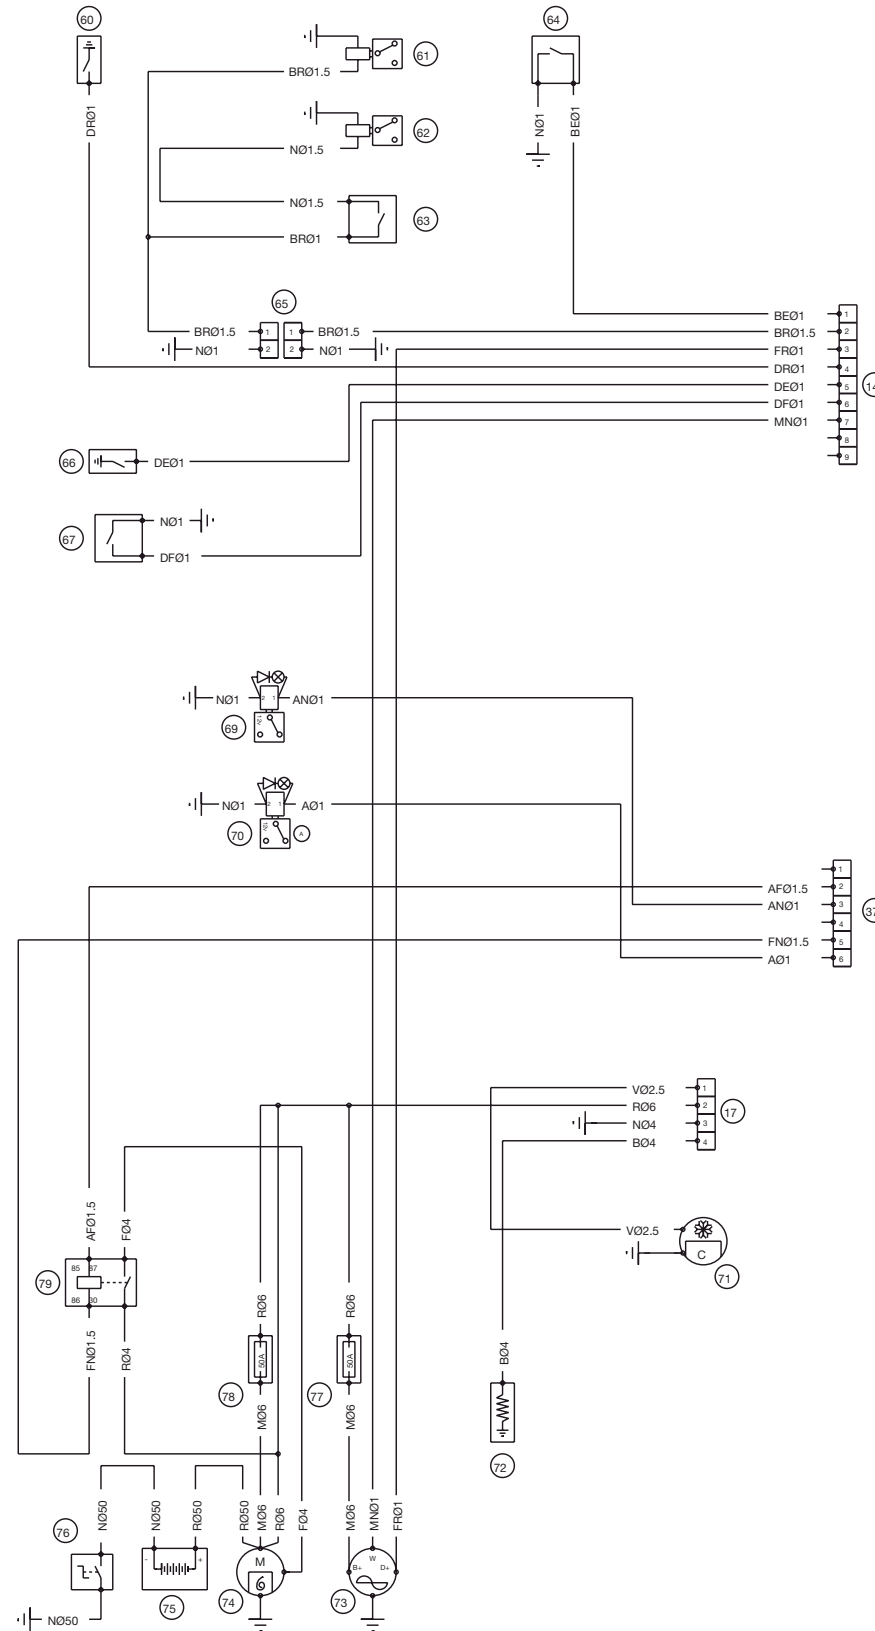 60
64
61
BRØ1.5
DRØ1
62
NØ1
BEØ1
NØ1.5
NØ1.5
63
BRØ1
65
BEØ1 1
BRØ1.5 1 1 BRØ1.5 BRØ1.5 2
NØ1 2 2 NØ1 FRØ1 3
DRØ1 4
DEØ1 5
14
DFØ1 6
MNØ1 7
8
9
66 DEØ1
NØ1
67
DFØ1
NØ1 2 1 ANØ1
12V
69
NØ1 2 1 AØ1
12V
70 A
1
AFØ1.5 2
ANØ1 3
37
4
FNØ1.5 5
AØ1 6
VØ2.5 1
RØ6 2
17
NØ4 3
BØ4 4
AFØ1.5
FØ4
VØ2.5
C
71
85 87
79
86 30
RØ6
RØ6
FNØ1.5
RØ4
50A
50A
BØ4
78
77
MØ6
MØ6
72
NØ50
NØ50
RØ50
RØ50
MØ6
RØ6
FØ4
MØ6
MNØ1
FRØ1
76
- +
M
W
B+ D+
75
74
73
NØ50